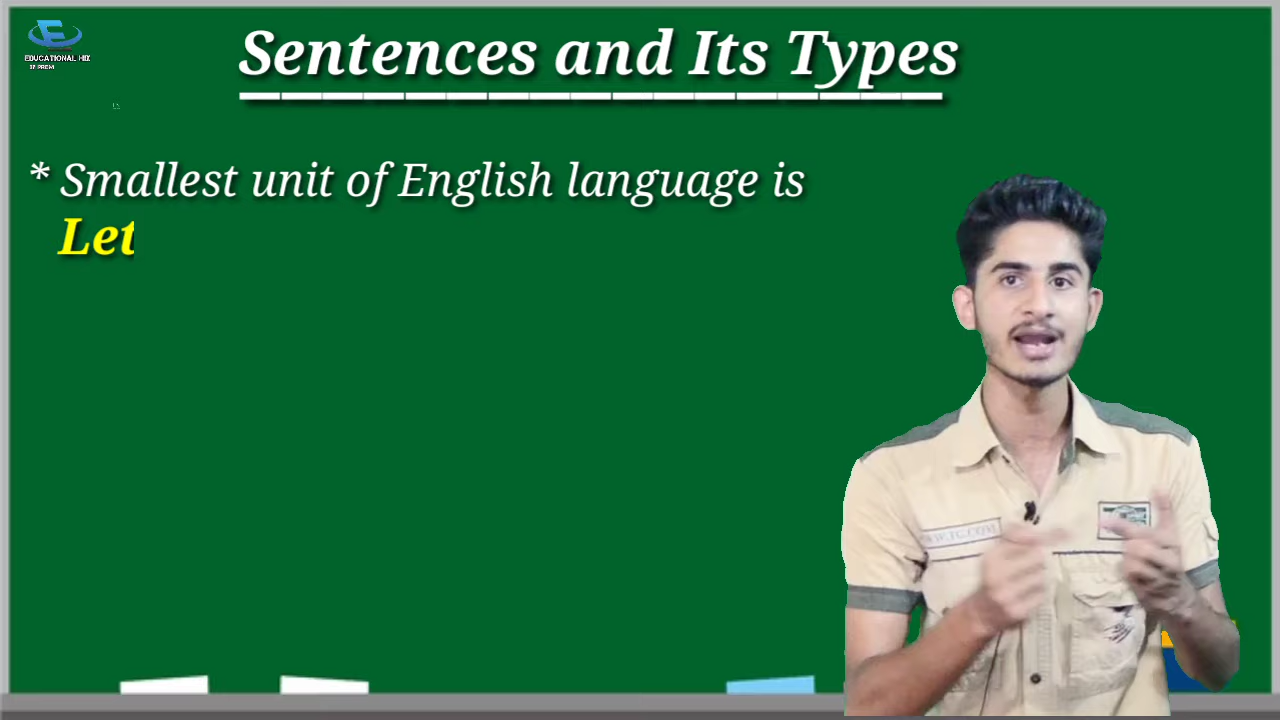 EDUCATIONAL MIX
Sentences and Its Types
* Smallest unit of English language is
Let